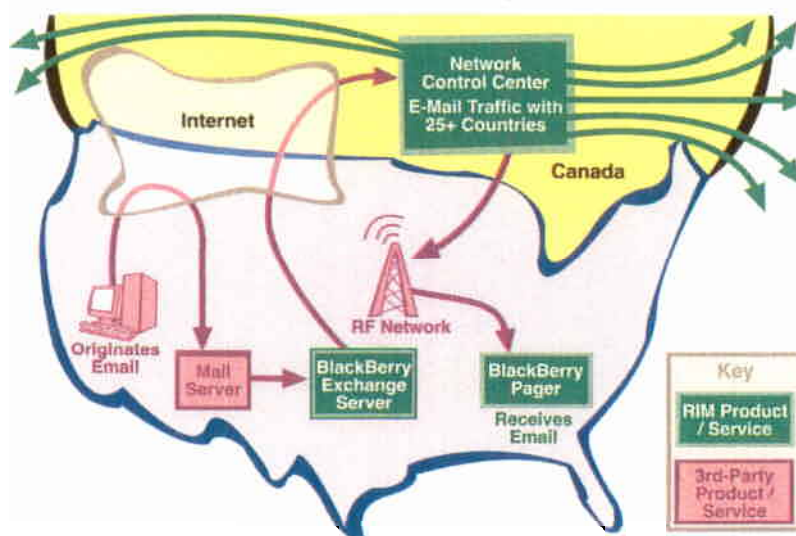 Network
Control Center
E-Mail Traffic with
25+ Countries
Internet
Canada
Originates
Email
RF Network
Mail
Server
BlackBerry
Exchange
Server
BlackBerry
Pager
Receives
Email
Key
RIM Product
/ Service
3rd-Party
Product /
Service